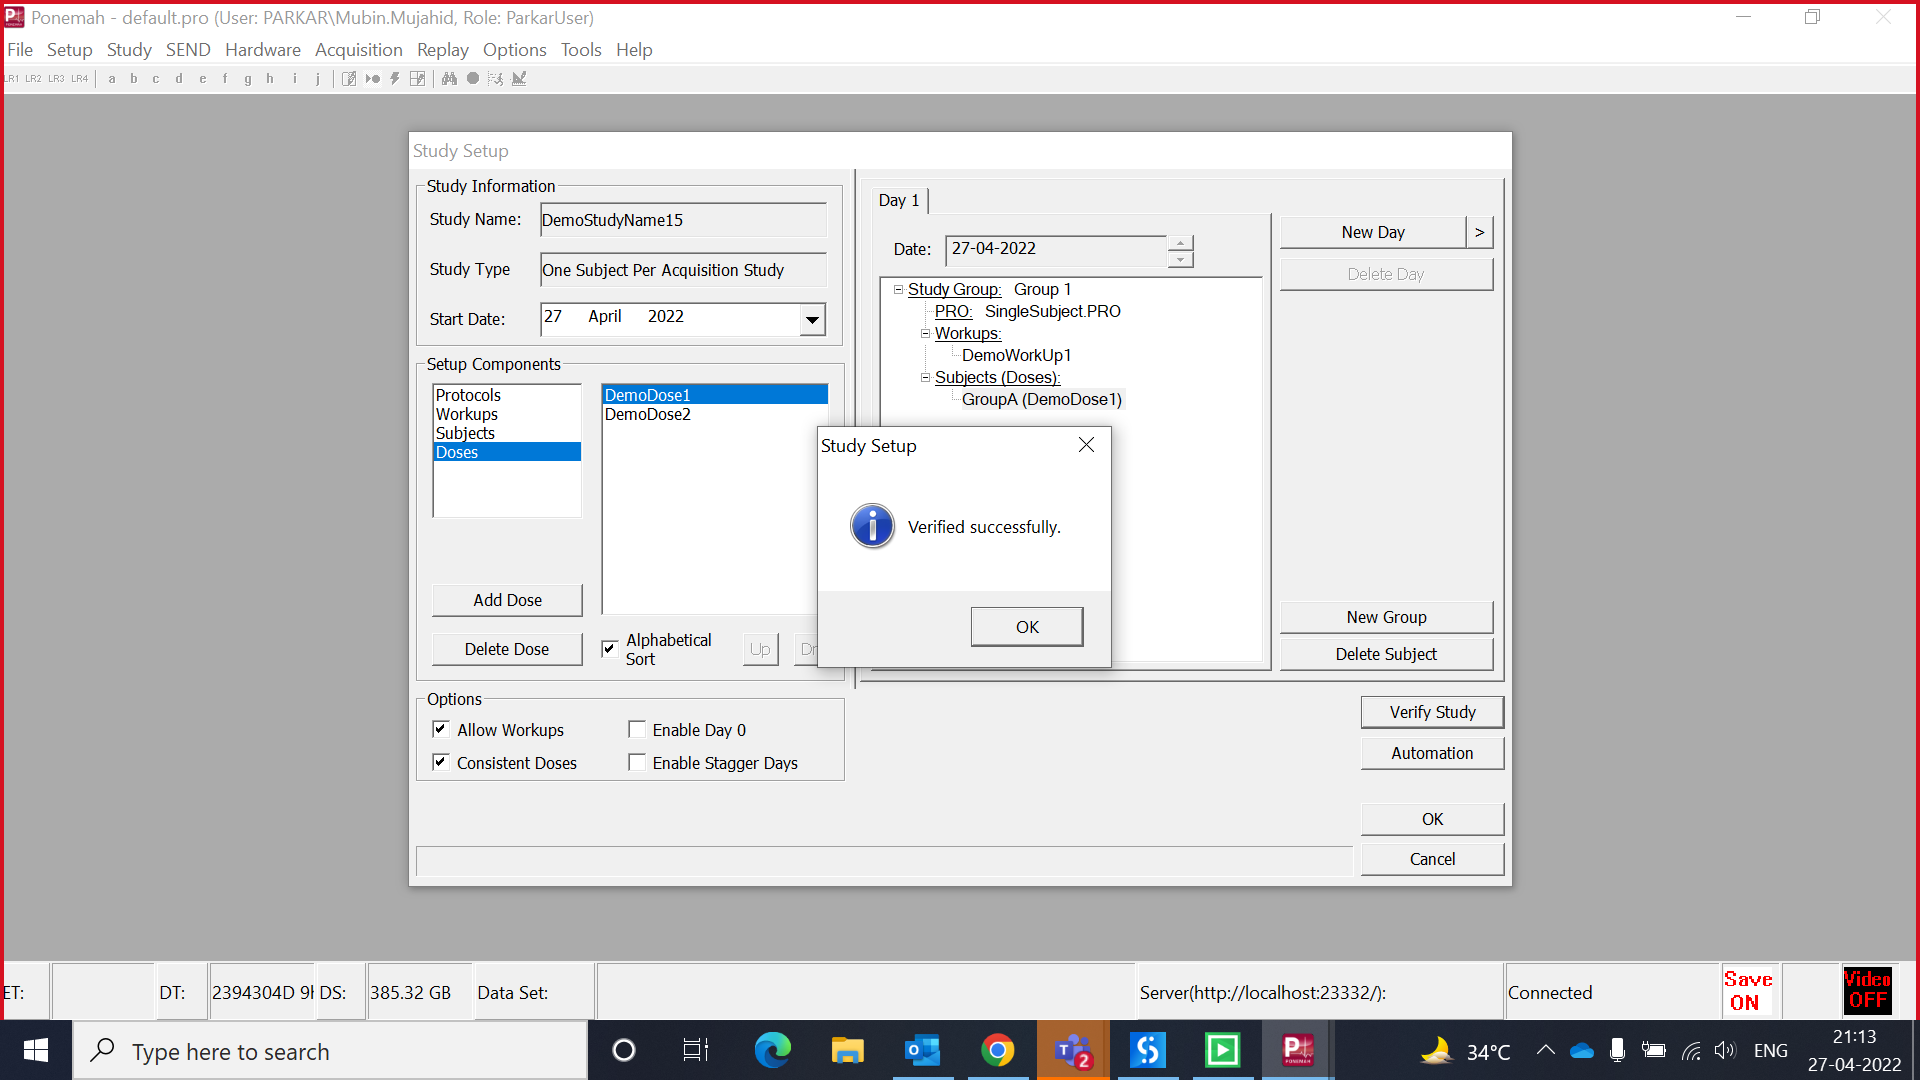 Ponemah - default.pro (User: PARKAR\Mubin.Mujahid, Role: ParkarUser)
File Setup Study SEND Hardware Acquisition Replay Options Tools Help
LR1 LR2 LR3 LR4 a b c d e f g h i j
Study Setup
Study Information
Study Name: DemoStudyName15
Study Type One Subject Per Acquisition Study
Start Date: 27 April 2022
Setup Components
Protocols
Workups
Subjects
Doses
DemoDose1
DemoDose2
Add Dose
Delete Dose
Alphabetical
Sort
Up
Options
Allow Workups
Enable Day 0
Consistent Doses
Enable Stagger Days
Day 1
Date: 27-04-2022
Study Group: Group 1
PRO: SingleSubject.PRO
Workups:
DemoWorkUp1
Subjects (Doses):
GroupA (DemoDose1)
New Day >
Delete Day
New Group
Delete Subject
Study Setup
Verified successfully.
OK
Verify Study
Automation
OK
Cancel
ET:
DT: 2394304D 9 DS: 385.32 GB Data Set:
Server(http://localhost:23332/): Connected
Save
ON
Video
OFF
Type here to search
2
PONEMAH
34°C
ENG
21:13
27-04-2022